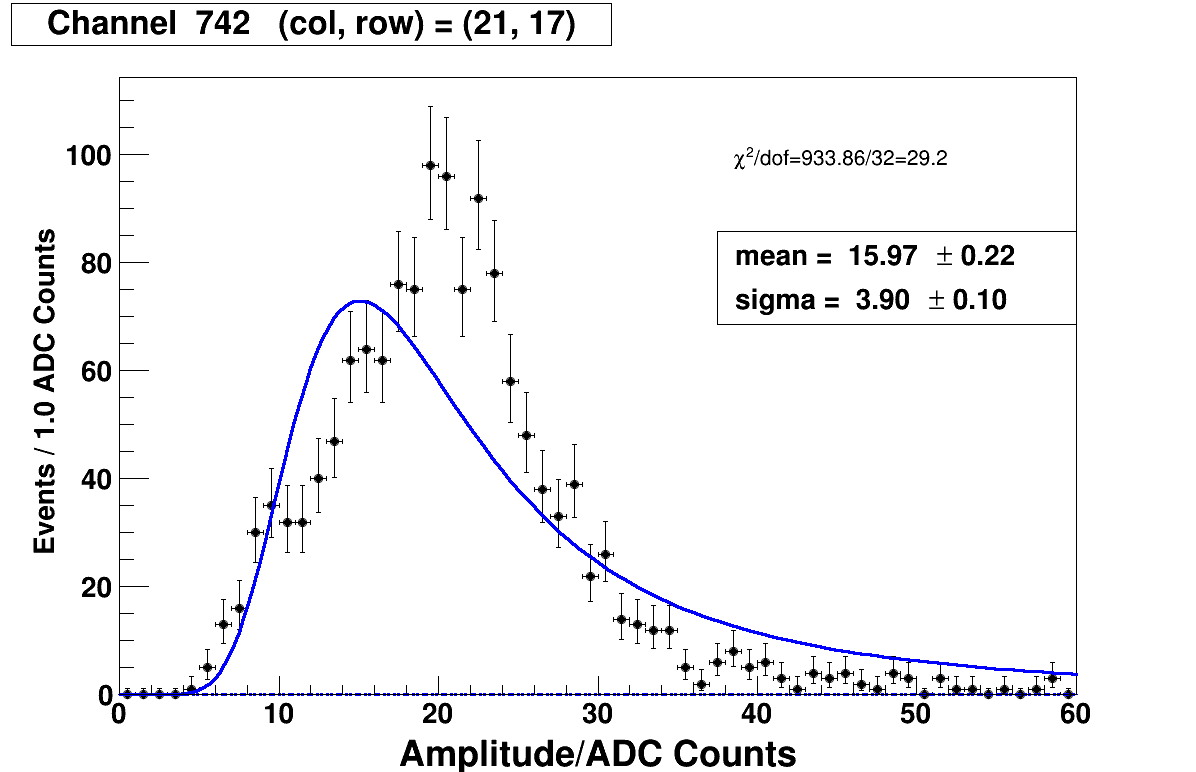 Channel 742 (col, row) = (21, 17)
χ²/dof=933.86/32=29.2
mean = 15.97 ± 0.22
sigma = 3.90 ± 0.10
Events / 1.0 ADC Counts
100
80
60
40
20
0
0 10 20 30 40 50 60
Amplitude/ADC Counts